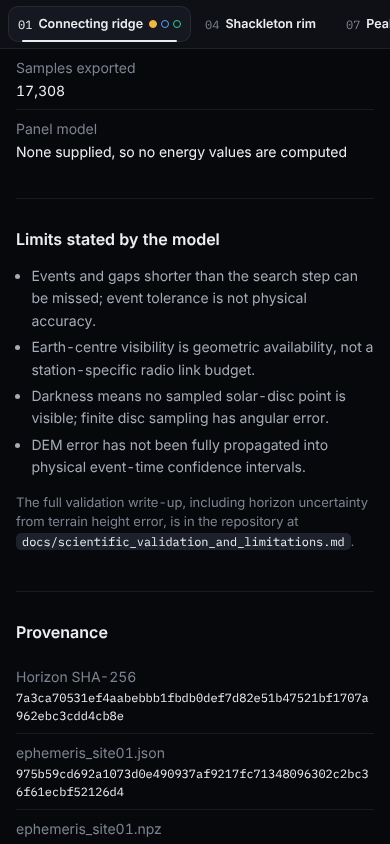 01 Connecting ridge
04 Shackleton rim
07 Pea
Samples exported
17,308
Panel model
None supplied, so no energy values are computed
Limits stated by the model
Events and gaps shorter than the search step can
be missed; event tolerance is not physical
accuracy.
Earth-centre visibility is geometric availability, not a
station-specific radio link budget.
Darkness means no sampled solar-disc point is
visible; finite disc sampling has angular error.
DEM error has not been fully propagated into
physical event-time confidence intervals.
The full validation write-up, including horizon uncertainty
from terrain height error, is in the repository at
docs/scientific_validation_and_limitations.md.
Provenance
Horizon SHA-256
7a3ca70531ef4aabebbb1fbdb0def7d82e51b47521bf1707a
962ebc3cdd4cb8e
ephemeris_site01.json
975b59cd692a1073d0e490937af9217fc71348096302c2bc3
6f61ecbf52126d4
ephemeris_site01.npz